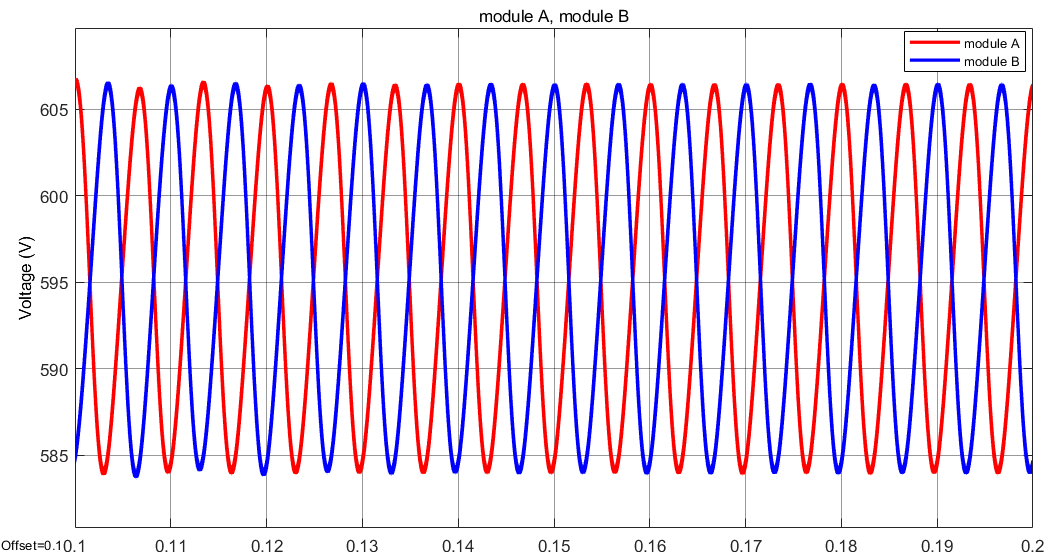 module A, module B
module A
module B
605
600
595
590
585
Voltage (V)
Offset=0.1
0.1 0.11 0.12 0.13 0.14 0.15 0.16 0.17 0.18 0.19 0.2